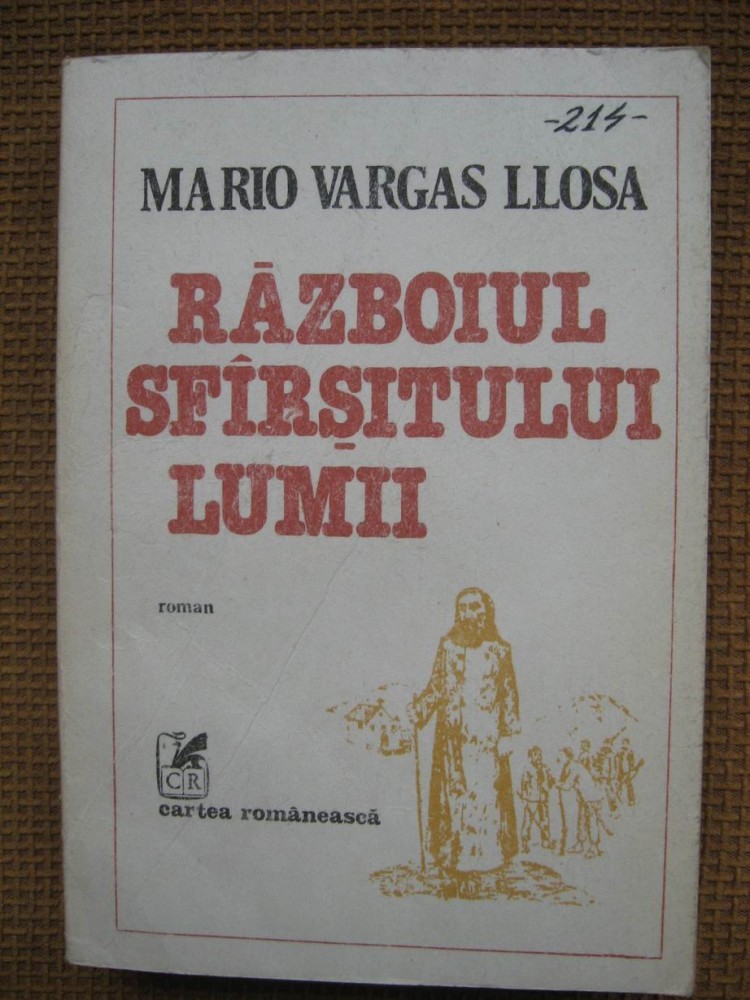 -214-
MARIO VARGAS LLOSA
RĂZBOIUL
SFÎRȘITULUI
LUMII
roman
CR
cartea românească